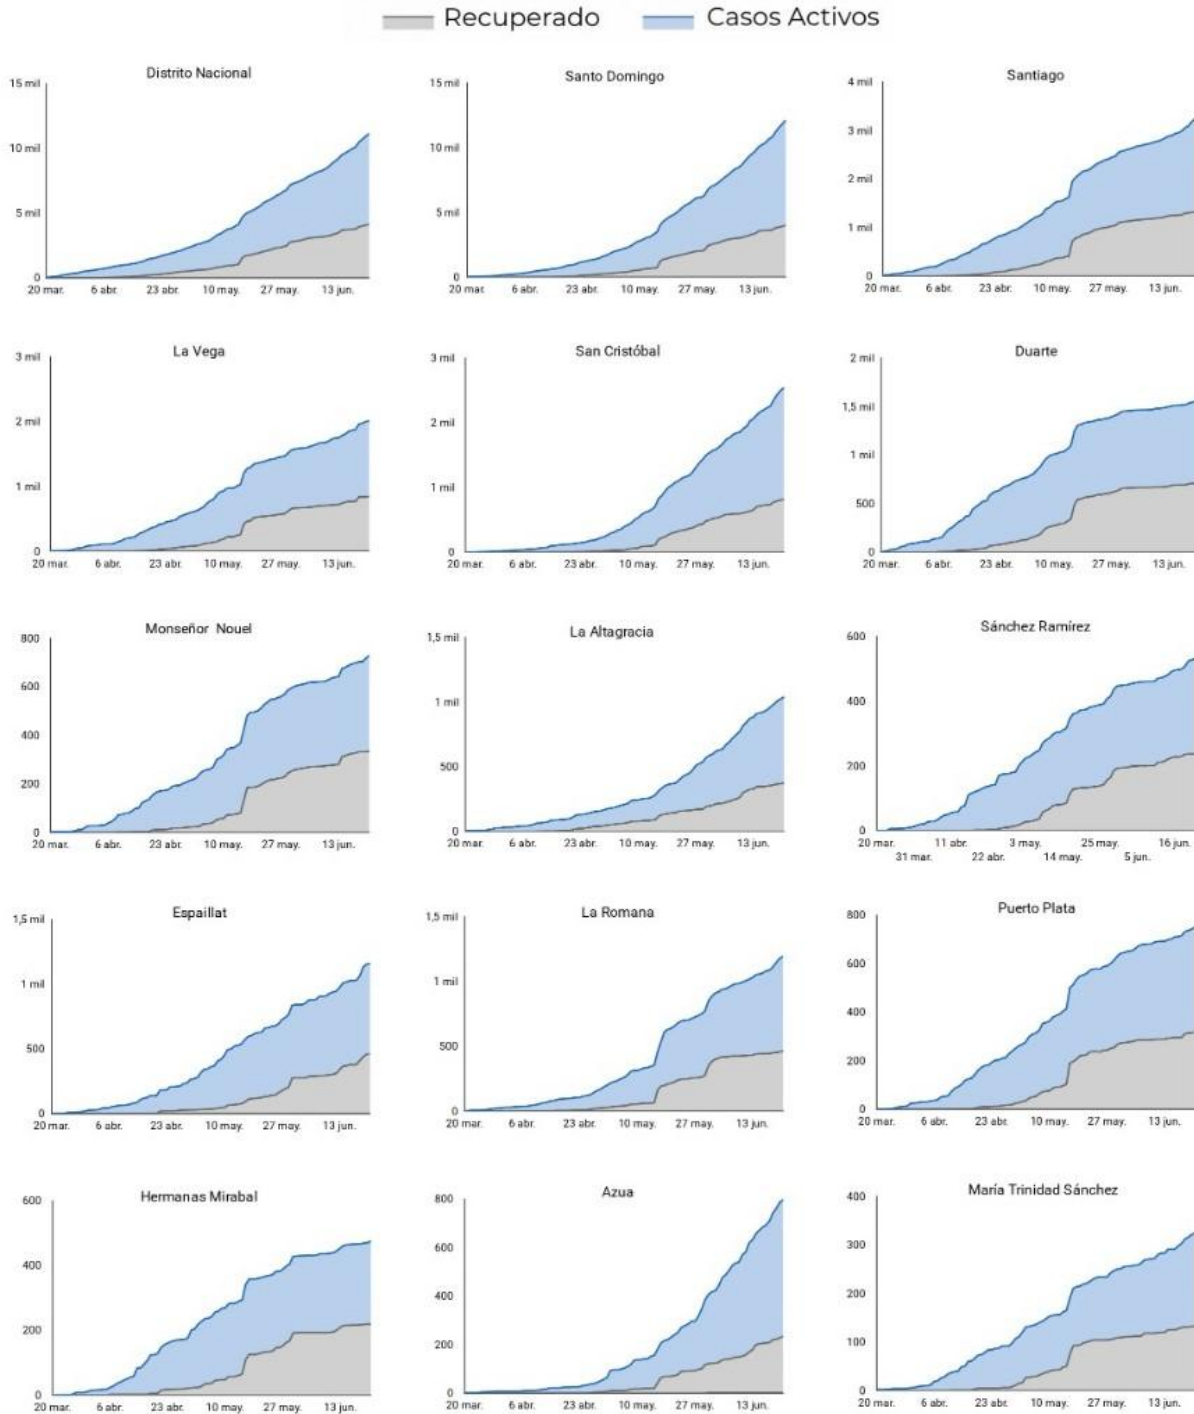 Recuperado Casos Activos
Distrito Nacional Santo Domingo Santiago
15 mil 15 mil 4 mil
10 mil 10 mil 3 mil
2 mil
5 mil 5 mil 1 mil
0 0 0
20 mar. 6 abr. 23 abr. 10 may. 27 may. 13 jun. 20 mar. 6 abr. 23 abr. 10 may. 27 may. 13 jun. 20 mar. 6 abr. 23 abr. 10 may. 27 may. 13 jun.
La Vega San Cristóbal Duarte
3 mil 3 mil 2 mil
2 mil 2 mil 1,5 mil
1 mil
1 mil 1 mil 500
0 0 0
20 mar. 6 abr. 23 abr. 10 may. 27 may. 13 jun. 20 mar. 6 abr. 23 abr. 10 may. 27 may. 13 jun. 20 mar. 6 abr. 23 abr. 10 may. 27 may. 13 jun.
Monseñor Nouel La Altagracia Sánchez Ramírez
800 1,5 mil 600
600 1 mil 400
400
200 500 200
0 0 0
20 mar. 6 abr. 23 abr. 10 may. 27 may. 13 jun. 20 mar. 6 abr. 23 abr. 10 may. 27 may. 13 jun. 20 mar. 11 abr. 3 may. 25 may. 16 jun.
31 mar. 22 abr. 14 may. 5 jun.
Espaillat La Romana Puerto Plata
1,5 mil 1,5 mil 800
1 mil 1 mil 600
400
500 500 200
0 0 0
20 mar. 6 abr. 23 abr. 10 may. 27 may. 13 jun. 20 mar. 6 abr. 23 abr. 10 may. 27 may. 13 jun. 20 mar. 6 abr. 23 abr. 10 may. 27 may. 13 jun.
Hermanas Mirabal Azua María Trinidad Sánchez
600 800 400
400 600 300
400 200
200 200 100
0 0 0
20 mar. 6 abr. 23 abr. 10 may. 27 may. 13 jun. 20 mar. 6 abr. 23 abr. 10 may. 27 may. 13 jun. 20 mar. 6 abr. 23 abr. 10 may. 27 may. 13 jun.